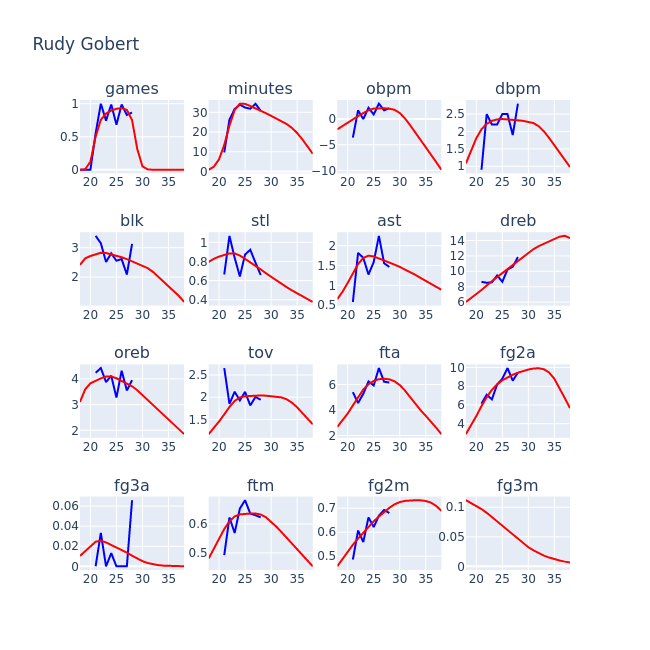 Rudy Gobert
games minutes obpm dbpm
1 0.5 0 20 25 30 35
30 20 10 0 20 25 30 35
0 −5 −10 20 25 30 35
2.5 2 1.5 1 20 25 30 35
blk stl ast dreb
3 2 20 25 30 35
1 0.8 0.6 0.4 20 25 30 35
2 1.5 1 0.5 20 25 30 35
14 12 10 8 6 20 25 30 35
oreb tov fta fg2a
4 3 2 20 25 30 35
2.5 2 1.5 20 25 30 35
6 4 2 20 25 30 35
10 8 6 4 20 25 30 35
fg3a ftm fg2m fg3m
0.06 0.04 0.02 0 20 25 30 35
0.6 0.5 20 25 30 35
0.7 0.6 0.5 20 25 30 35
0.1 0.05 0 20 25 30 35